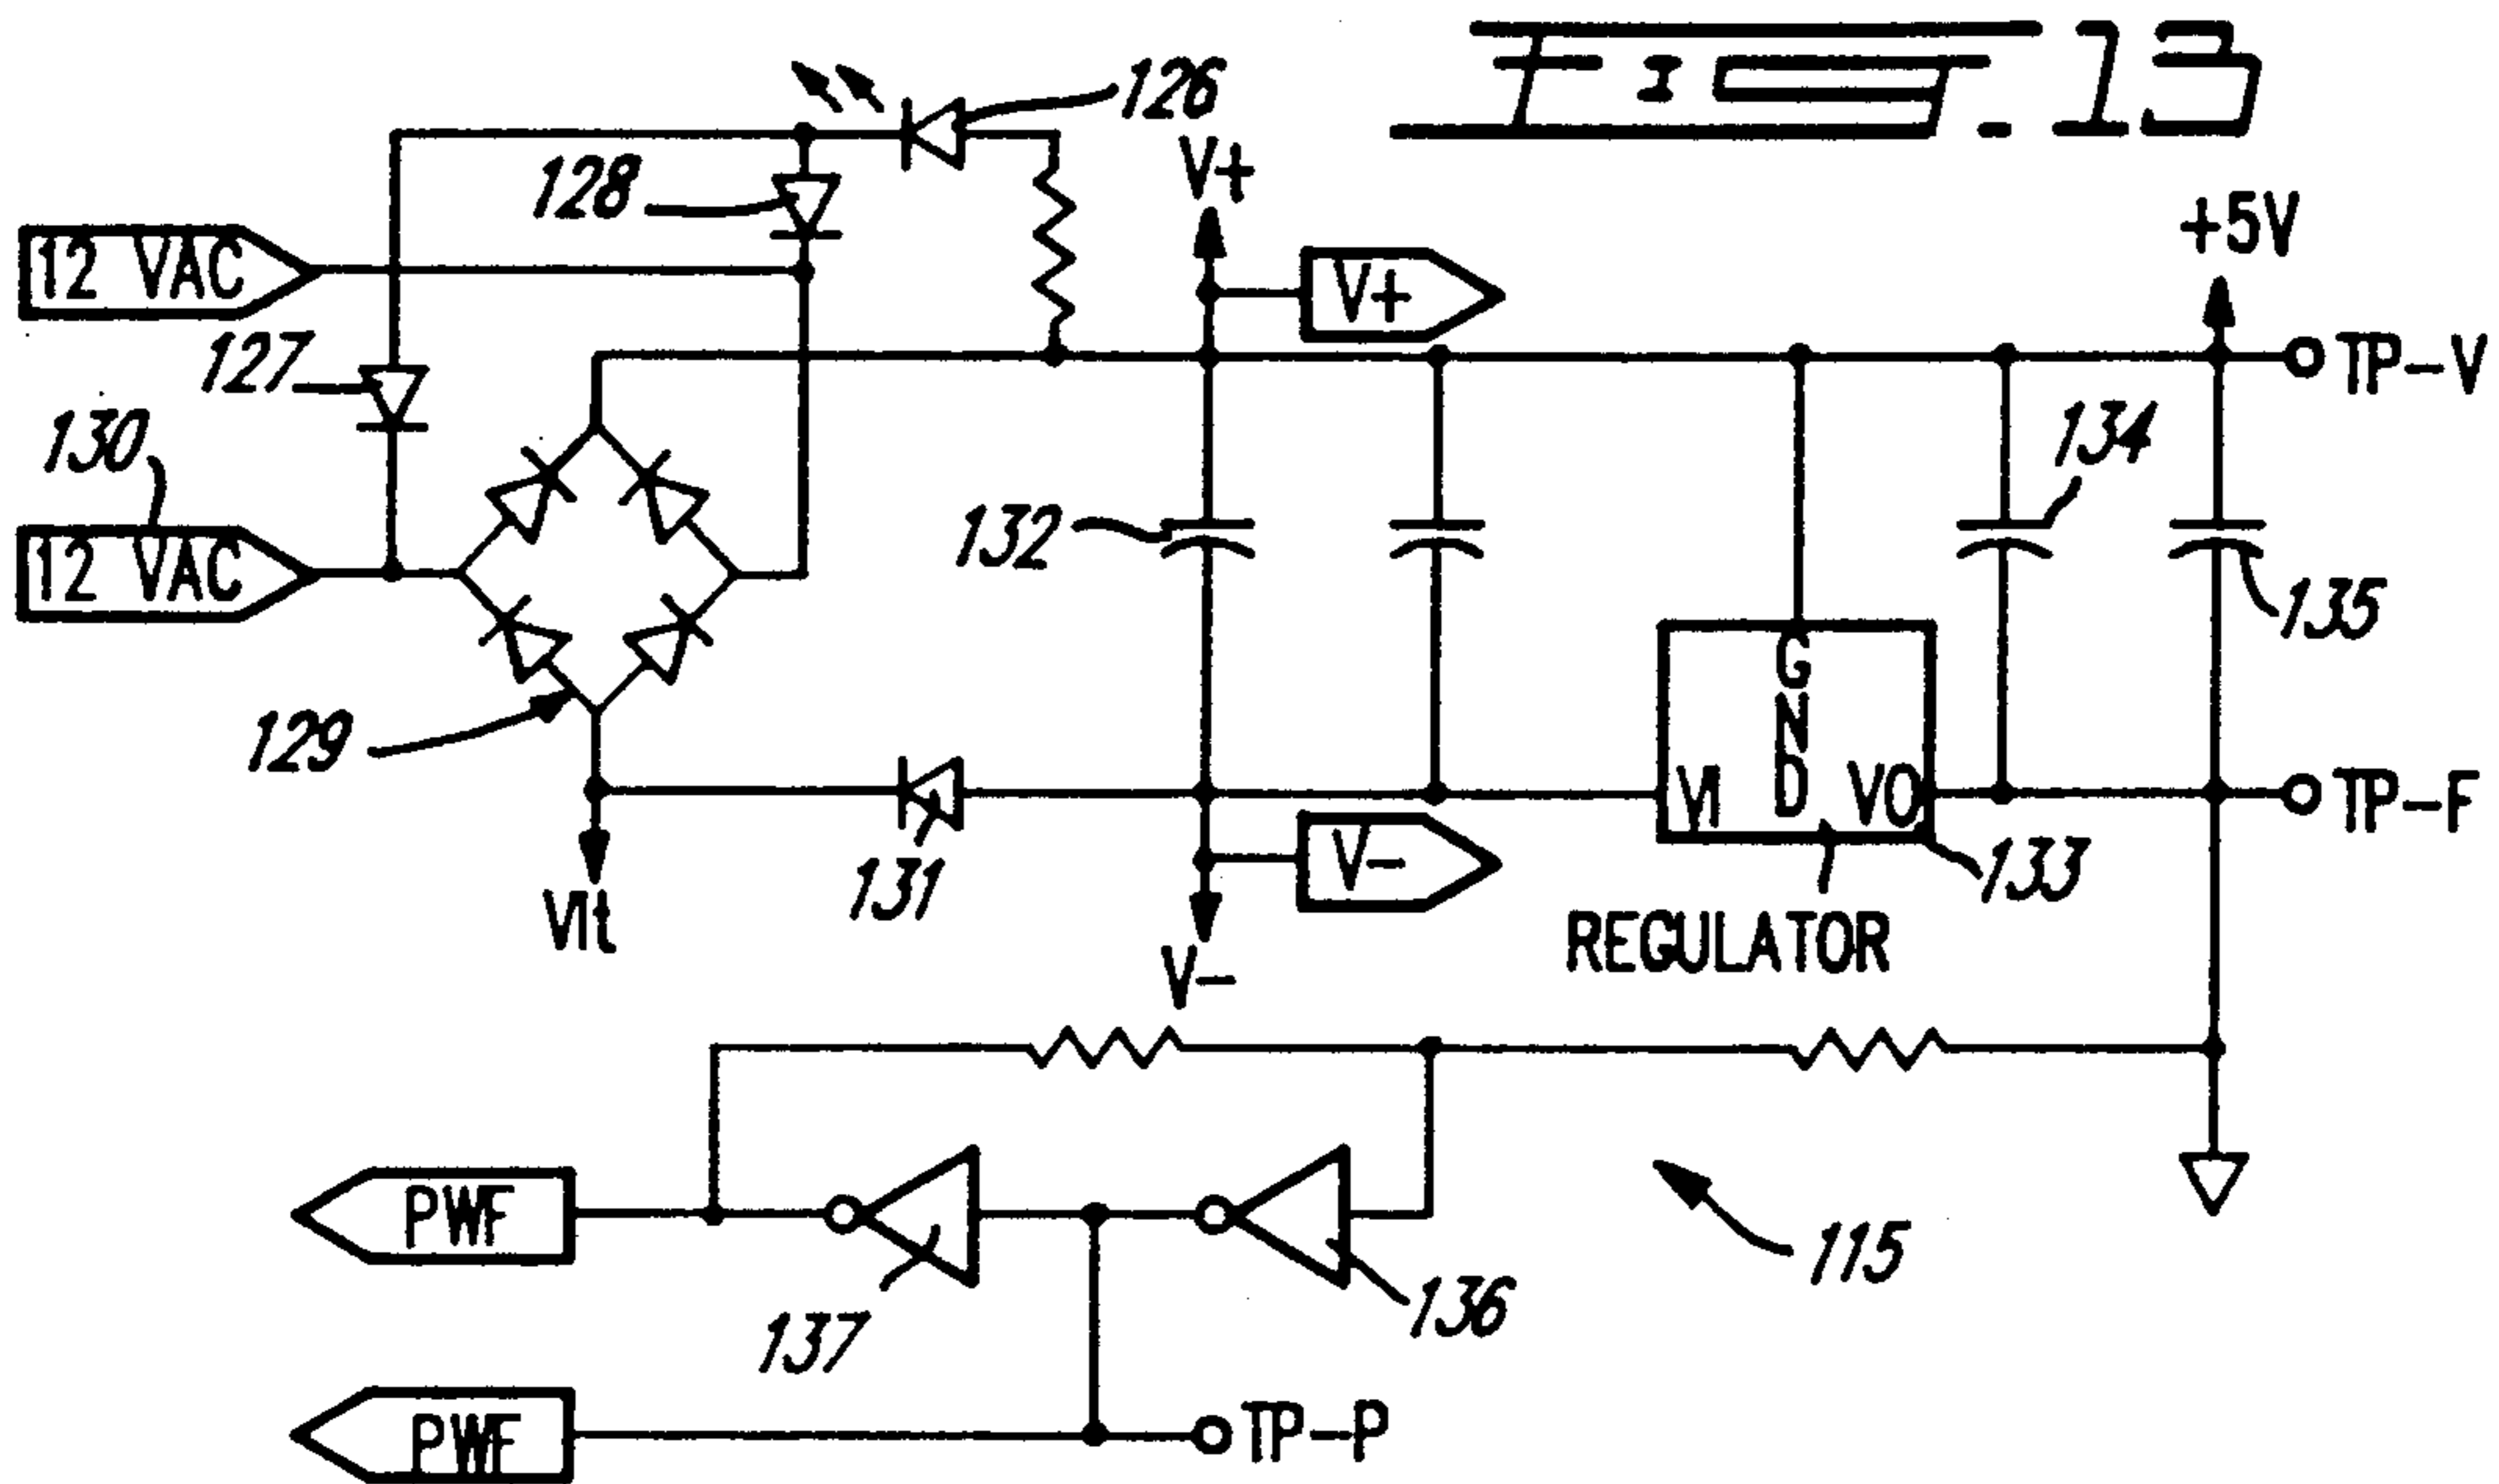 Fig. 13
126
V+
128
12 VAC
V+
+5V
127
TP-V
130
134
132
12 VAC
135
129
G
N
D
VI
VO
TP-F
131
V-
133
VIt
REGULATOR
V-
PWF
115
136
137
PWF
TP-P